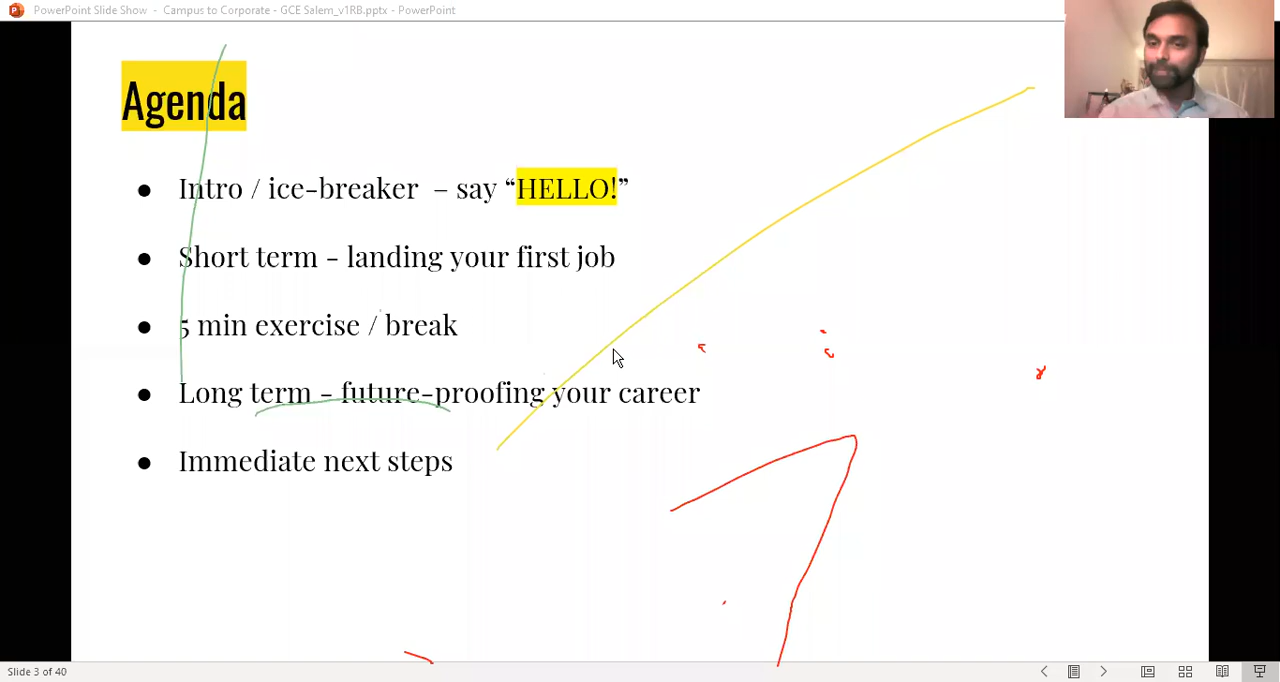 PowerPoint Slide Show - Campus to Corporate - GCE Salem_v1RB.pptx - PowerPoint
Agenda
● Intro / ice-breaker – say “HELLO!”
● Short term - landing your first job
● 5 min exercise / break
● Long term - future-proofing your career
● Immediate next steps
Slide 3 of 40